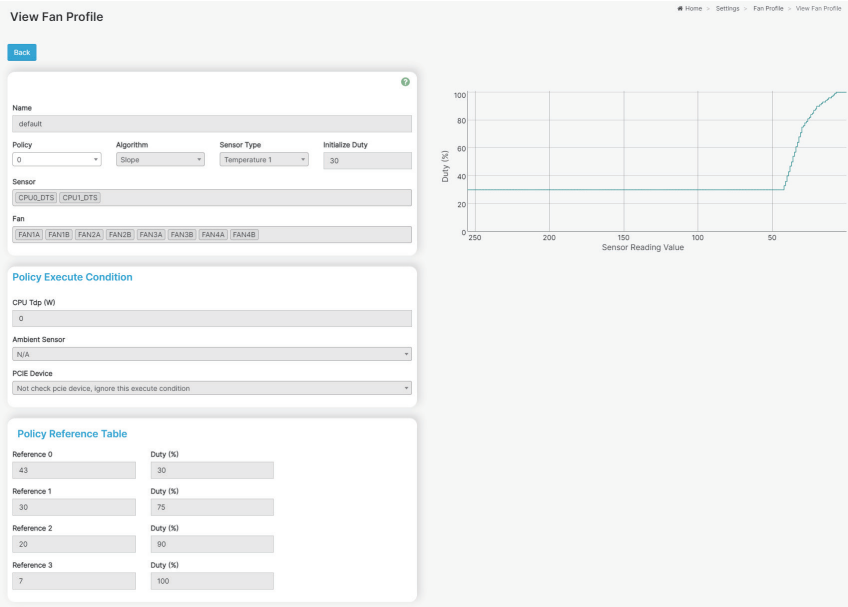 View Fan Profile
Home > Settings > Fan Profile > View Fan Profile
Back
?
Name
default
Policy Algorithm Sensor Type Initialize Duty
0 Slope Temperature 1 30
Sensor
CPU0_DTS CPU1_DTS
Fan
FAN1A FAN1B FAN2A FAN2B FAN3A FAN3B FAN4A FAN4B
Policy Execute Condition
CPU Tdp (W)
0
Ambient Sensor
N/A
PCIE Device
Not check pcie device, ignore this execute condition
Policy Reference Table
Reference 0 Duty (%)
43 30
Reference 1 Duty (%)
30 75
Reference 2 Duty (%)
20 90
Reference 3 Duty (%)
7 100
Duty (%)
100
80
60
40
20
0
250 200 150 100 50
Sensor Reading Value